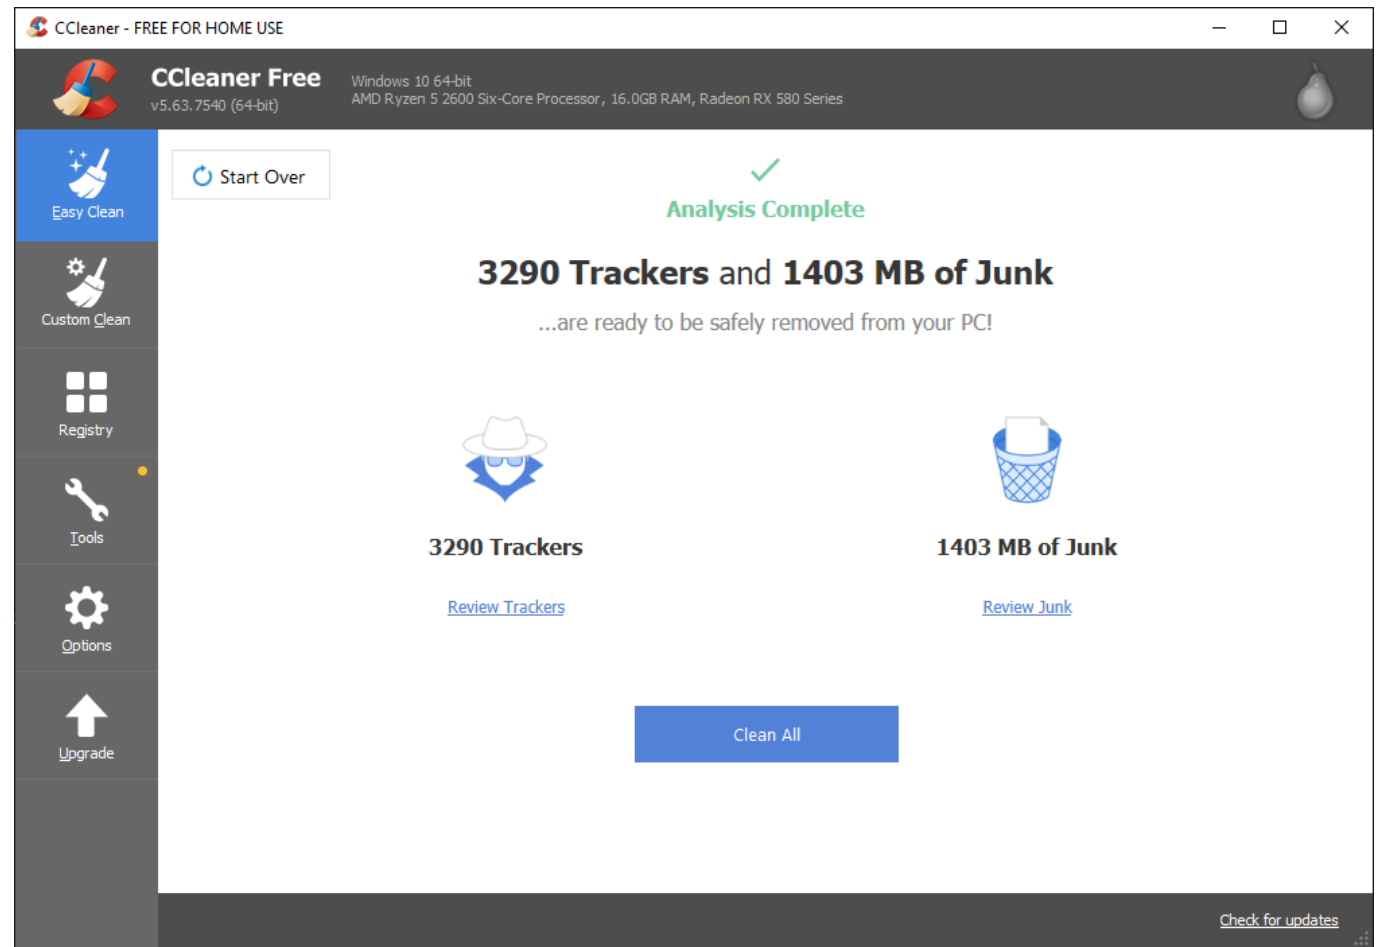 CCleaner - FREE FOR HOME USE
CCleaner Free
v5.63.7540 (64-bit)
Windows 10 64-bit
AMD Ryzen 5 2600 Six-Core Processor, 16.0GB RAM, Radeon RX 580 Series
Easy Clean
Custom Clean
Registry
Tools
Options
Upgrade
Start Over
Analysis Complete
3290 Trackers and 1403 MB of Junk
...are ready to be safely removed from your PC!
3290 Trackers
Review Trackers
1403 MB of Junk
Review Junk
Clean All
Check for updates